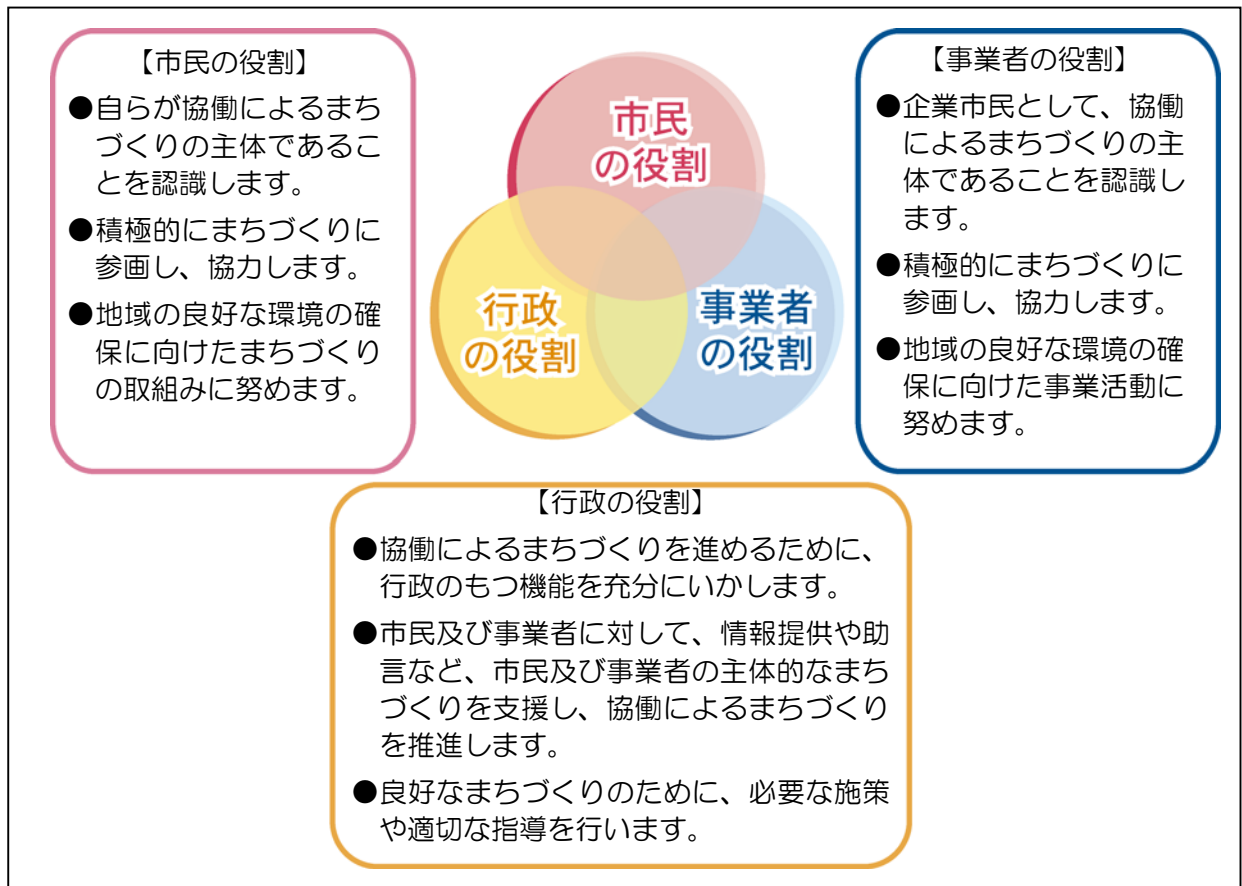 【市民の役割】
●自らが協働によるまち
づくりの主体であるこ
とを認識します。
●積極的にまちづくりに
参画し、協力します。
●地域の良好な環境の確
保に向けたまちづくり
の取組みに努めます。
市民
の役割
行政
の役割
事業者
の役割
【事業者の役割】
●企業市民として、協働
によるまちづくりの主
体であることを認識し
ます。
●積極的にまちづくりに
参画し、協力します。
●地域の良好な環境の確
保に向けた事業活動に
努めます。
【行政の役割】
●協働によるまちづくりを進めるために、
行政のもつ機能を充分にいかします。
●市民及び事業者に対して、情報提供や助
言など、市民及び事業者の主体的なまち
づくりを支援し、協働によるまちづくり
を推進します。
●良好なまちづくりのために、必要な施策
や適切な指導を行います。